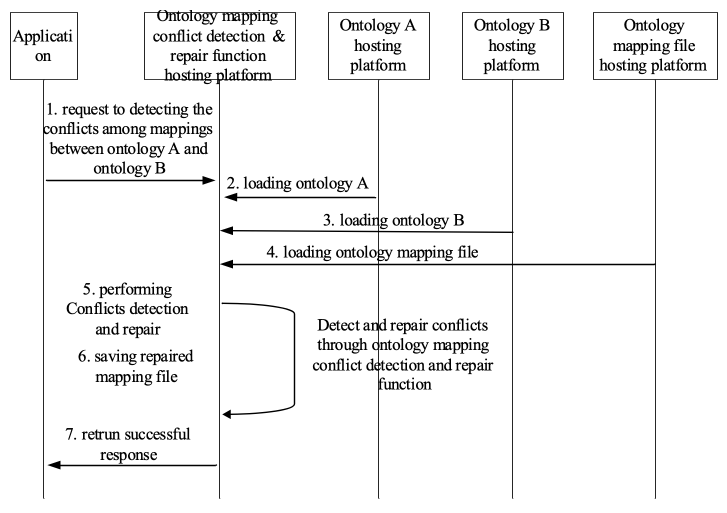 Applicati
on
Ontology mapping
conflict detection &
repair function
hosting platform
Ontology A
hosting
platform
Ontology B
hosting
platform
Ontology
mapping file
hosting platform
1. request to detecting the
conflicts among mappings
between ontology A and
ontology B
2. loading ontology A
3. loading ontology B
4. loading ontology mapping file
5. performing
Conflicts detection
and repair
6. saving repaired
mapping file
Detect and repair conflicts
through ontology mapping
conflict detection and repair
function
7. retrun successful
response